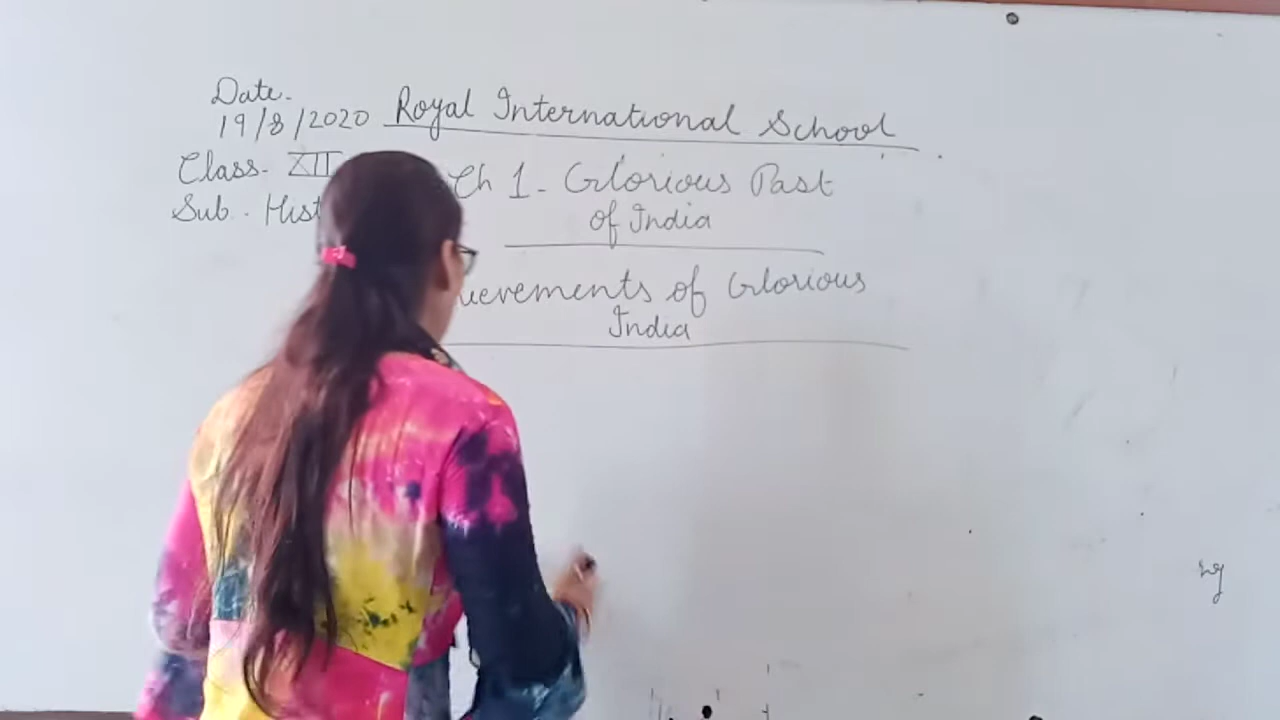 Date.
19/8/2020 Royal International School
Class- XII
Sub. Hist
Ch 1- Glorious Past
of India
ievements of Glorious
India